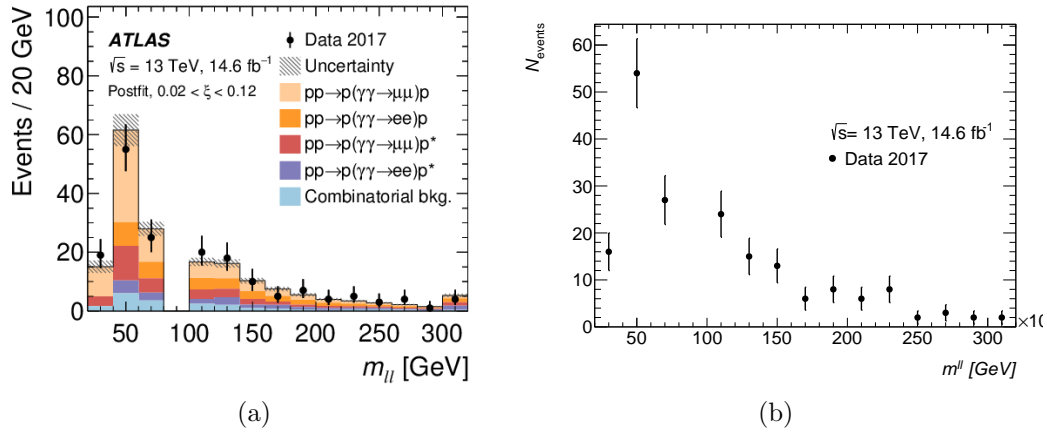 Events / 20 GeV
100
80
60
40
20
0
ATLAS
√s = 13 TeV, 14.6 fb⁻¹
Postfit, 0.02 < ξ < 0.12
Data 2017
Uncertainty
pp→p(γγ→μμ)p
pp→p(γγ→ee)p
pp→p(γγ→μμ)p*
pp→p(γγ→ee)p*
Combinatorial bkg.
50 100 150 200 250 300
m_ll [GeV]
(a)
N_events
60
50
40
30
20
10
0
√s= 13 TeV, 14.6 fb¹
Data 2017
50 100 150 200 250 300
×10
m^ll [GeV]
(b)